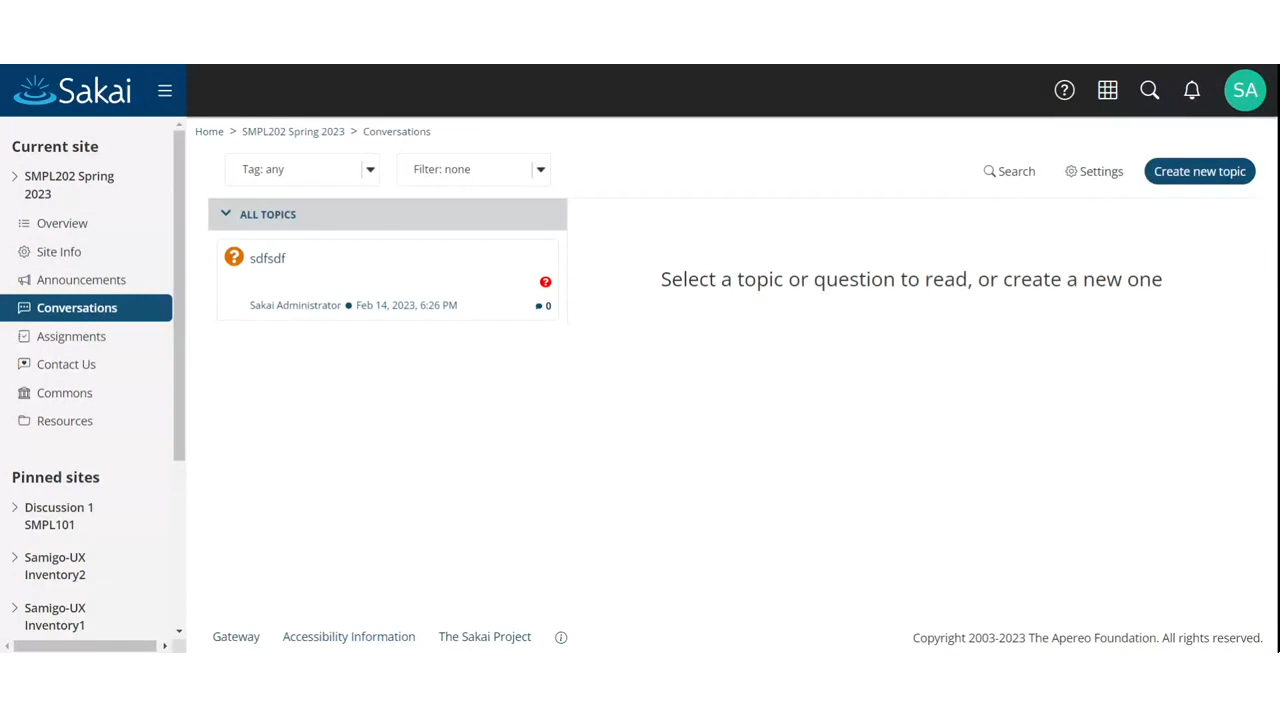 Sakai
SA
Current site
SMPL202 Spring
2023
Overview
Site Info
Announcements
Conversations
Assignments
Contact Us
Commons
Resources
Pinned sites
Discussion 1
SMPL101
Samigo-UX
Inventory2
Samigo-UX
Inventory1
Home > SMPL202 Spring 2023 > Conversations
Tag: any
Filter: none
Search
Settings
Create new topic
ALL TOPICS
sdfsdf
Sakai Administrator ● Feb 14, 2023, 6:26 PM
0
Select a topic or question to read, or create a new one
Gateway
Accessibility Information
The Sakai Project
Copyright 2003-2023 The Apereo Foundation. All rights reserved.